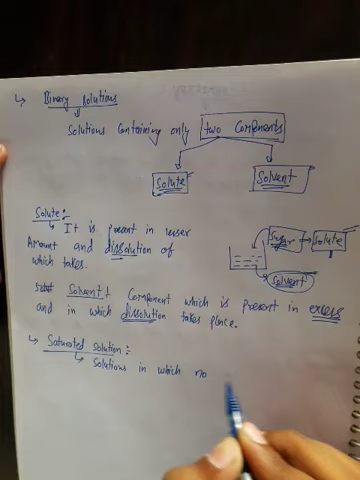 ↳ Binary Solutions
Solutions Containing only two Components
Solute
Solvent
Solute:-
↳ It is present in lesser
Amount and dissolution of
which takes.
Sugar → Solute
Solvent
Solvent: Component which is present in excess
and in which dissolution takes place.
↳ Saturated Solution:-
↳ Solutions in which no